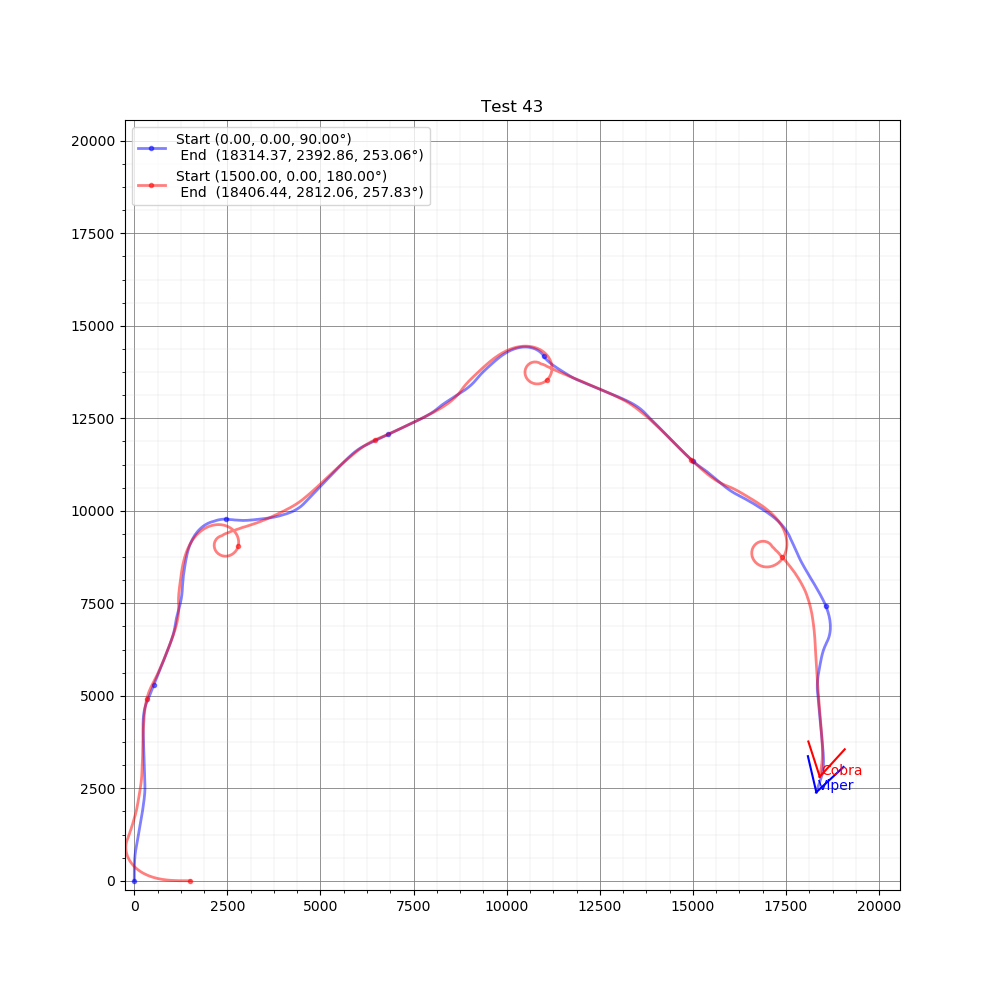 Test 43
Start (0.00, 0.00, 90.00°)
End (18314.37, 2392.86, 253.06°)
Start (1500.00, 0.00, 180.00°)
End (18406.44, 2812.06, 257.83°)
20000
17500
15000
12500
10000
7500
5000
2500
0
Cobra
Viper
0 2500 5000 7500 10000 12500 15000 17500 20000